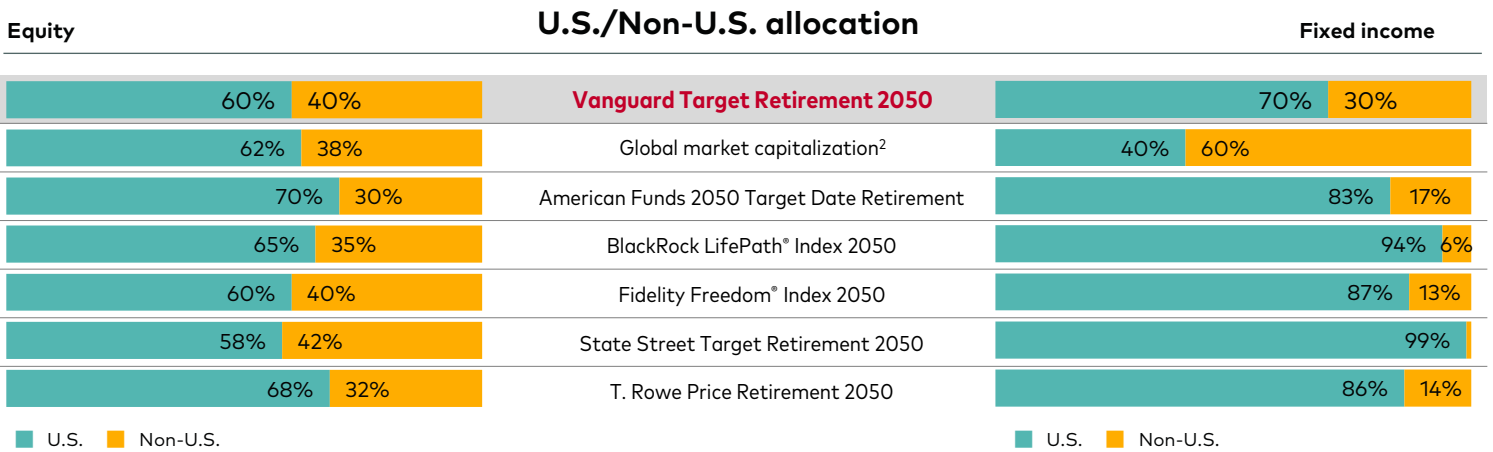 Equity U.S./Non-U.S. allocation Fixed income
60% 40% Vanguard Target Retirement 2050 70% 30%
62% 38% Global market capitalization² 40% 60%
70% 30% American Funds 2050 Target Date Retirement 83% 17%
65% 35% BlackRock LifePath® Index 2050 94% 6%
60% 40% Fidelity Freedom® Index 2050 87% 13%
58% 42% State Street Target Retirement 2050 99%
68% 32% T. Rowe Price Retirement 2050 86% 14%
U.S. Non-U.S. U.S. Non-U.S.